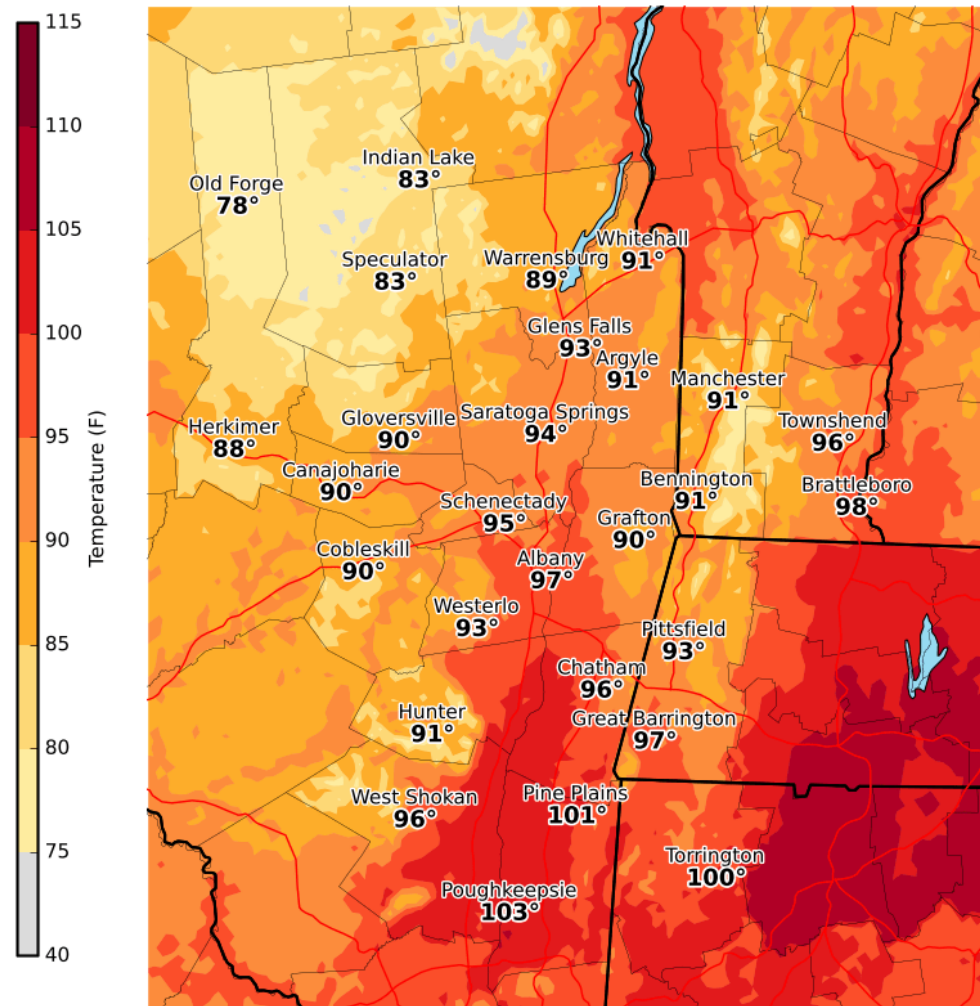 115
110
105
100
95
90
85
80
75
40
Temperature (F)
Indian Lake
83°
Old Forge
78°
Whitehall
91°
Speculator
83°
Warrensburg
89°
Glens Falls
93°
Argyle
91°
Manchester
91°
Saratoga Springs
94°
Gloversville
90°
Townshend
96°
Herkimer
88°
Canajoharie
90°
Bennington
91°
Brattleboro
98°
Schenectady
95°
Grafton
90°
Cobleskill
90°
Albany
97°
Westerlo
93°
Pittsfield
93°
Chatham
96°
Hunter
91°
Great Barrington
97°
West Shokan
96°
Pine Plains
101°
Torrington
100°
Poughkeepsie
103°